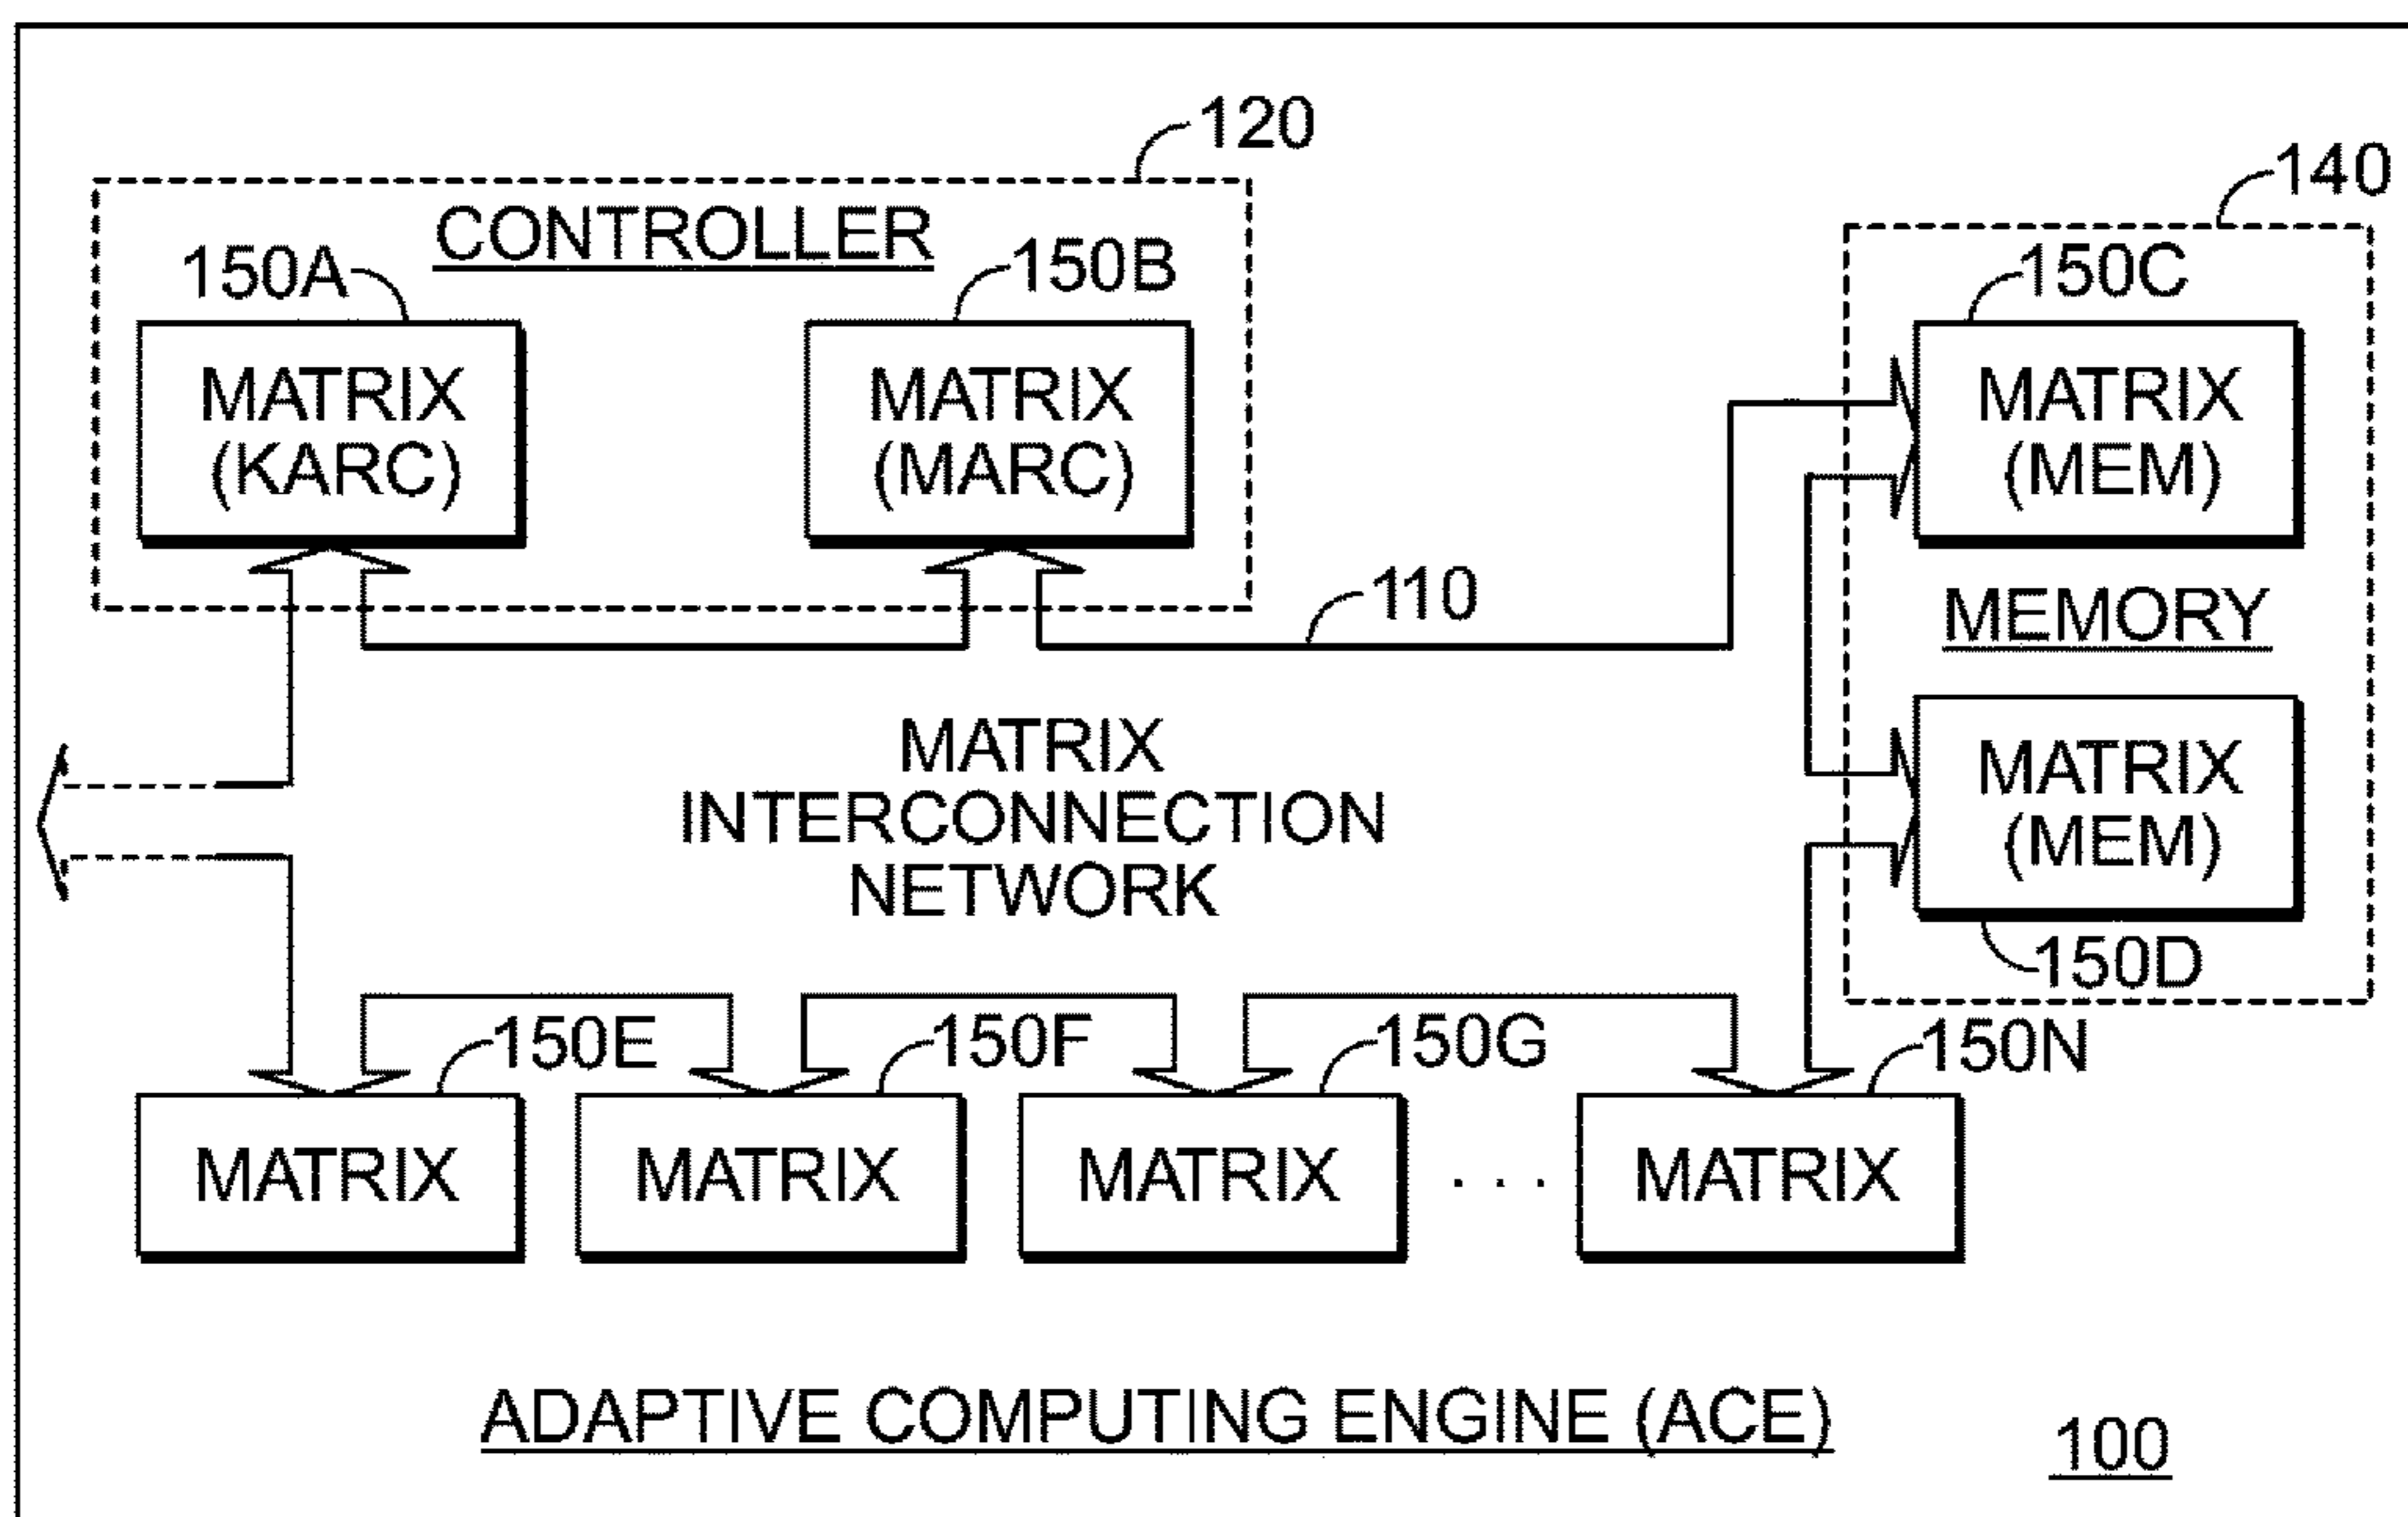 120
140
CONTROLLER
150A
150B
150C
MATRIX
(KARC)
MATRIX
(MARC)
MATRIX
(MEM)
110
MEMORY
MATRIX
INTERCONNECTION
NETWORK
MATRIX
(MEM)
150D
150E
150F
150G
150N
MATRIX
MATRIX
MATRIX
. . .
MATRIX
ADAPTIVE COMPUTING ENGINE (ACE)
100